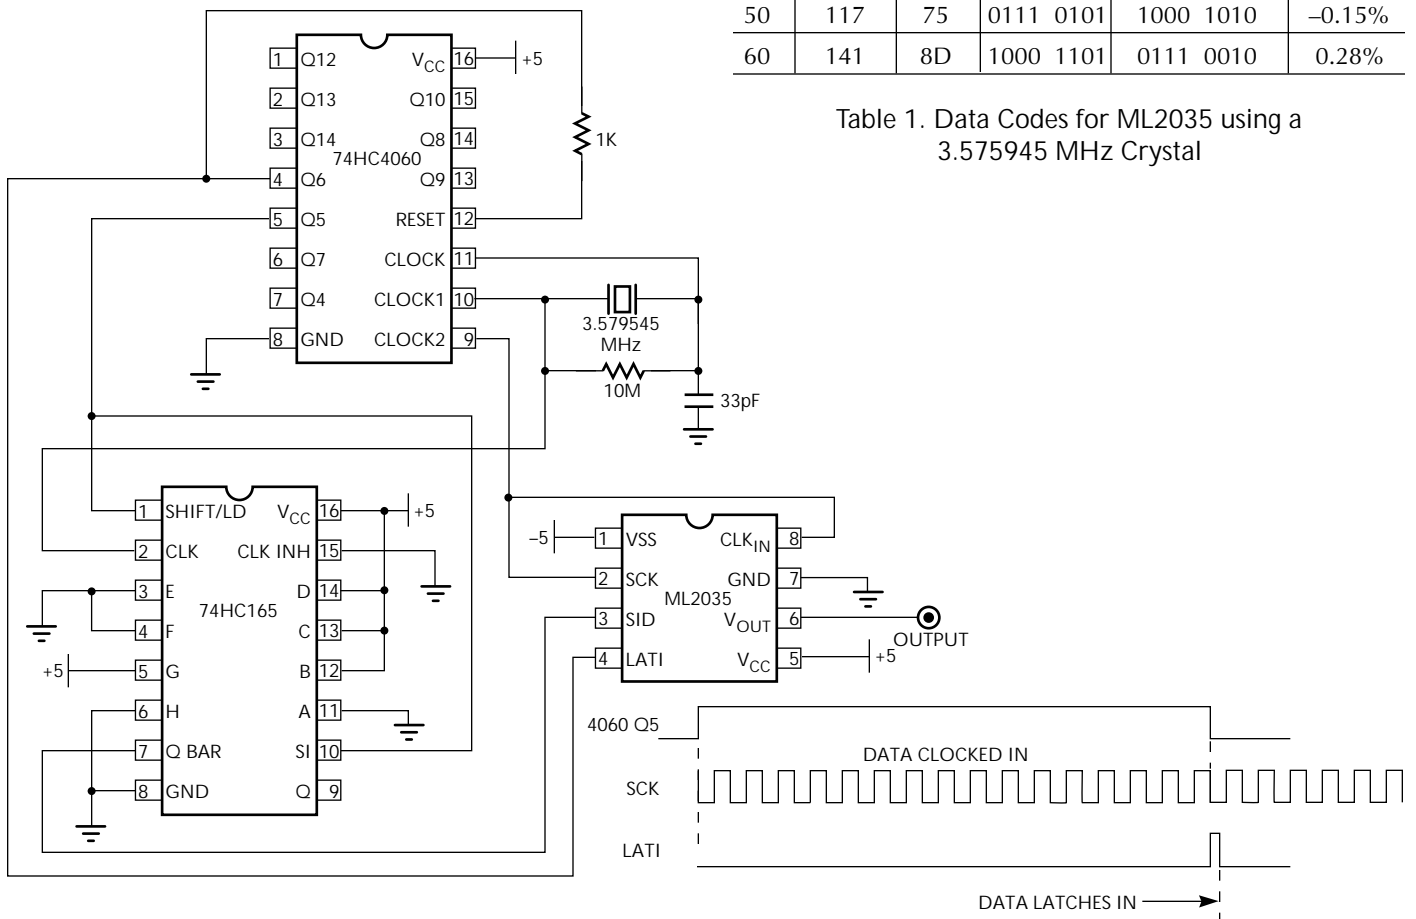 50 117 75 0111 0101 1000 1010 –0.15%
60 141 8D 1000 1101 0111 0010 0.28%
Table 1. Data Codes for ML2035 using a
3.575945 MHz Crystal
1 Q12 VCC 16 +5
2 Q13 Q10 15
3 Q14 Q8 14
74HC4060
1K
4 Q6 Q9 13
5 Q5 RESET 12
6 Q7 CLOCK 11
7 Q4 CLOCK1 10
8 GND CLOCK2 9
3.579545
MHz
10M
33pF
1 SHIFT/LD VCC 16 +5
2 CLK CLK INH 15
3 E D 14
74HC165
4 F C 13
+5 5 G B 12
6 H A 11
7 Q BAR SI 10
8 GND Q 9
–5 1 VSS CLKIN 8
2 SCK GND 7
ML2035
3 SID VOUT 6
OUTPUT
4 LATI VCC 5 +5
4060 Q5
DATA CLOCKED IN
SCK
LATI
DATA LATCHES IN